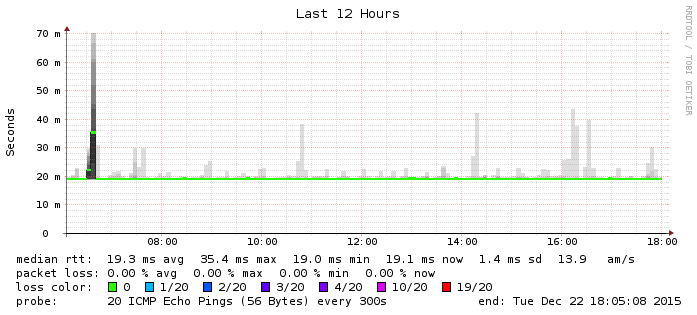 Last 12 Hours
RRDTOOL / TOBI OETIKER
Seconds
70 m
60 m
50 m
40 m
30 m
20 m
10 m
0
08:00 10:00 12:00 14:00 16:00 18:00
median rtt: 19.3 ms avg 35.4 ms max 19.0 ms min 19.1 ms now 1.4 ms sd 13.9 am/s
packet loss: 0.00 % avg 0.00 % max 0.00 % min 0.00 % now
loss color: 0 1/20 2/20 3/20 4/20 10/20 19/20
probe: 20 ICMP Echo Pings (56 Bytes) every 300s end: Tue Dec 22 18:05:08 2015